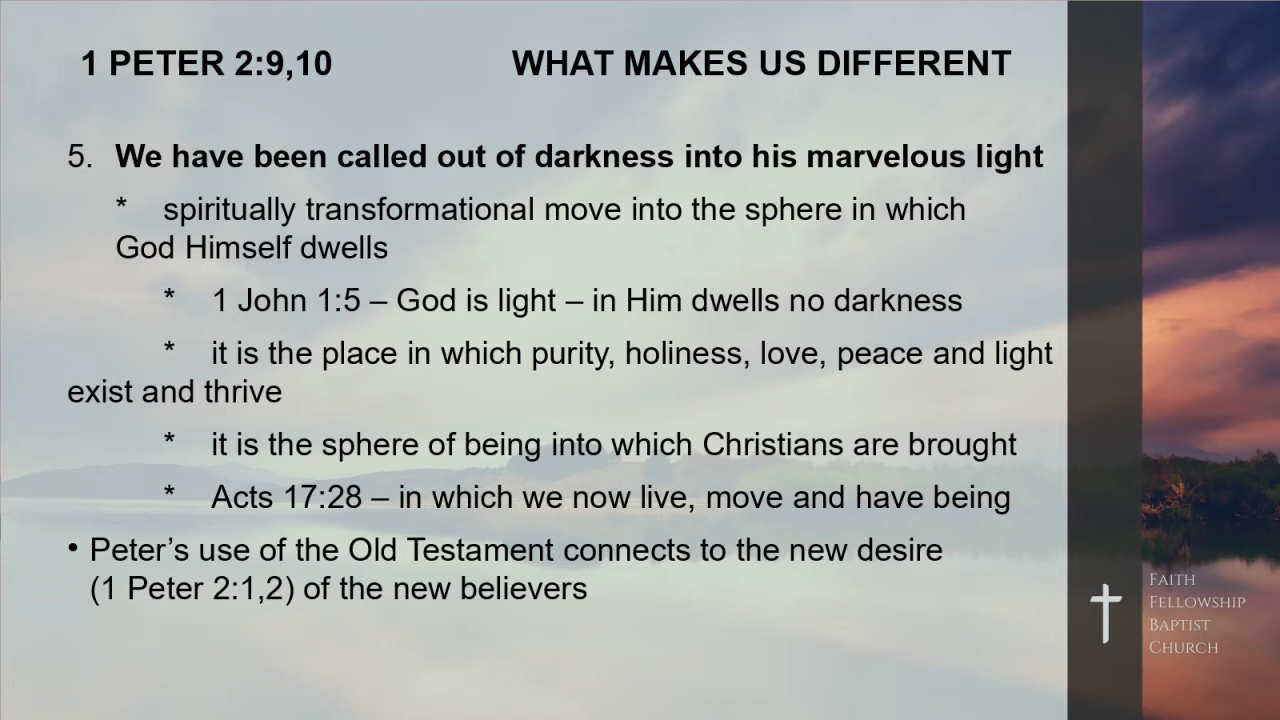 1 PETER 2:9,10 WHAT MAKES US DIFFERENT
5. We have been called out of darkness into his marvelous light
* spiritually transformational move into the sphere in which
God Himself dwells
* 1 John 1:5 – God is light – in Him dwells no darkness
* it is the place in which purity, holiness, love, peace and light
exist and thrive
* it is the sphere of being into which Christians are brought
* Acts 17:28 – in which we now live, move and have being
• Peter’s use of the Old Testament connects to the new desire
(1 Peter 2:1,2) of the new believers
FAITH
FELLOWSHIP
BAPTIST
CHURCH